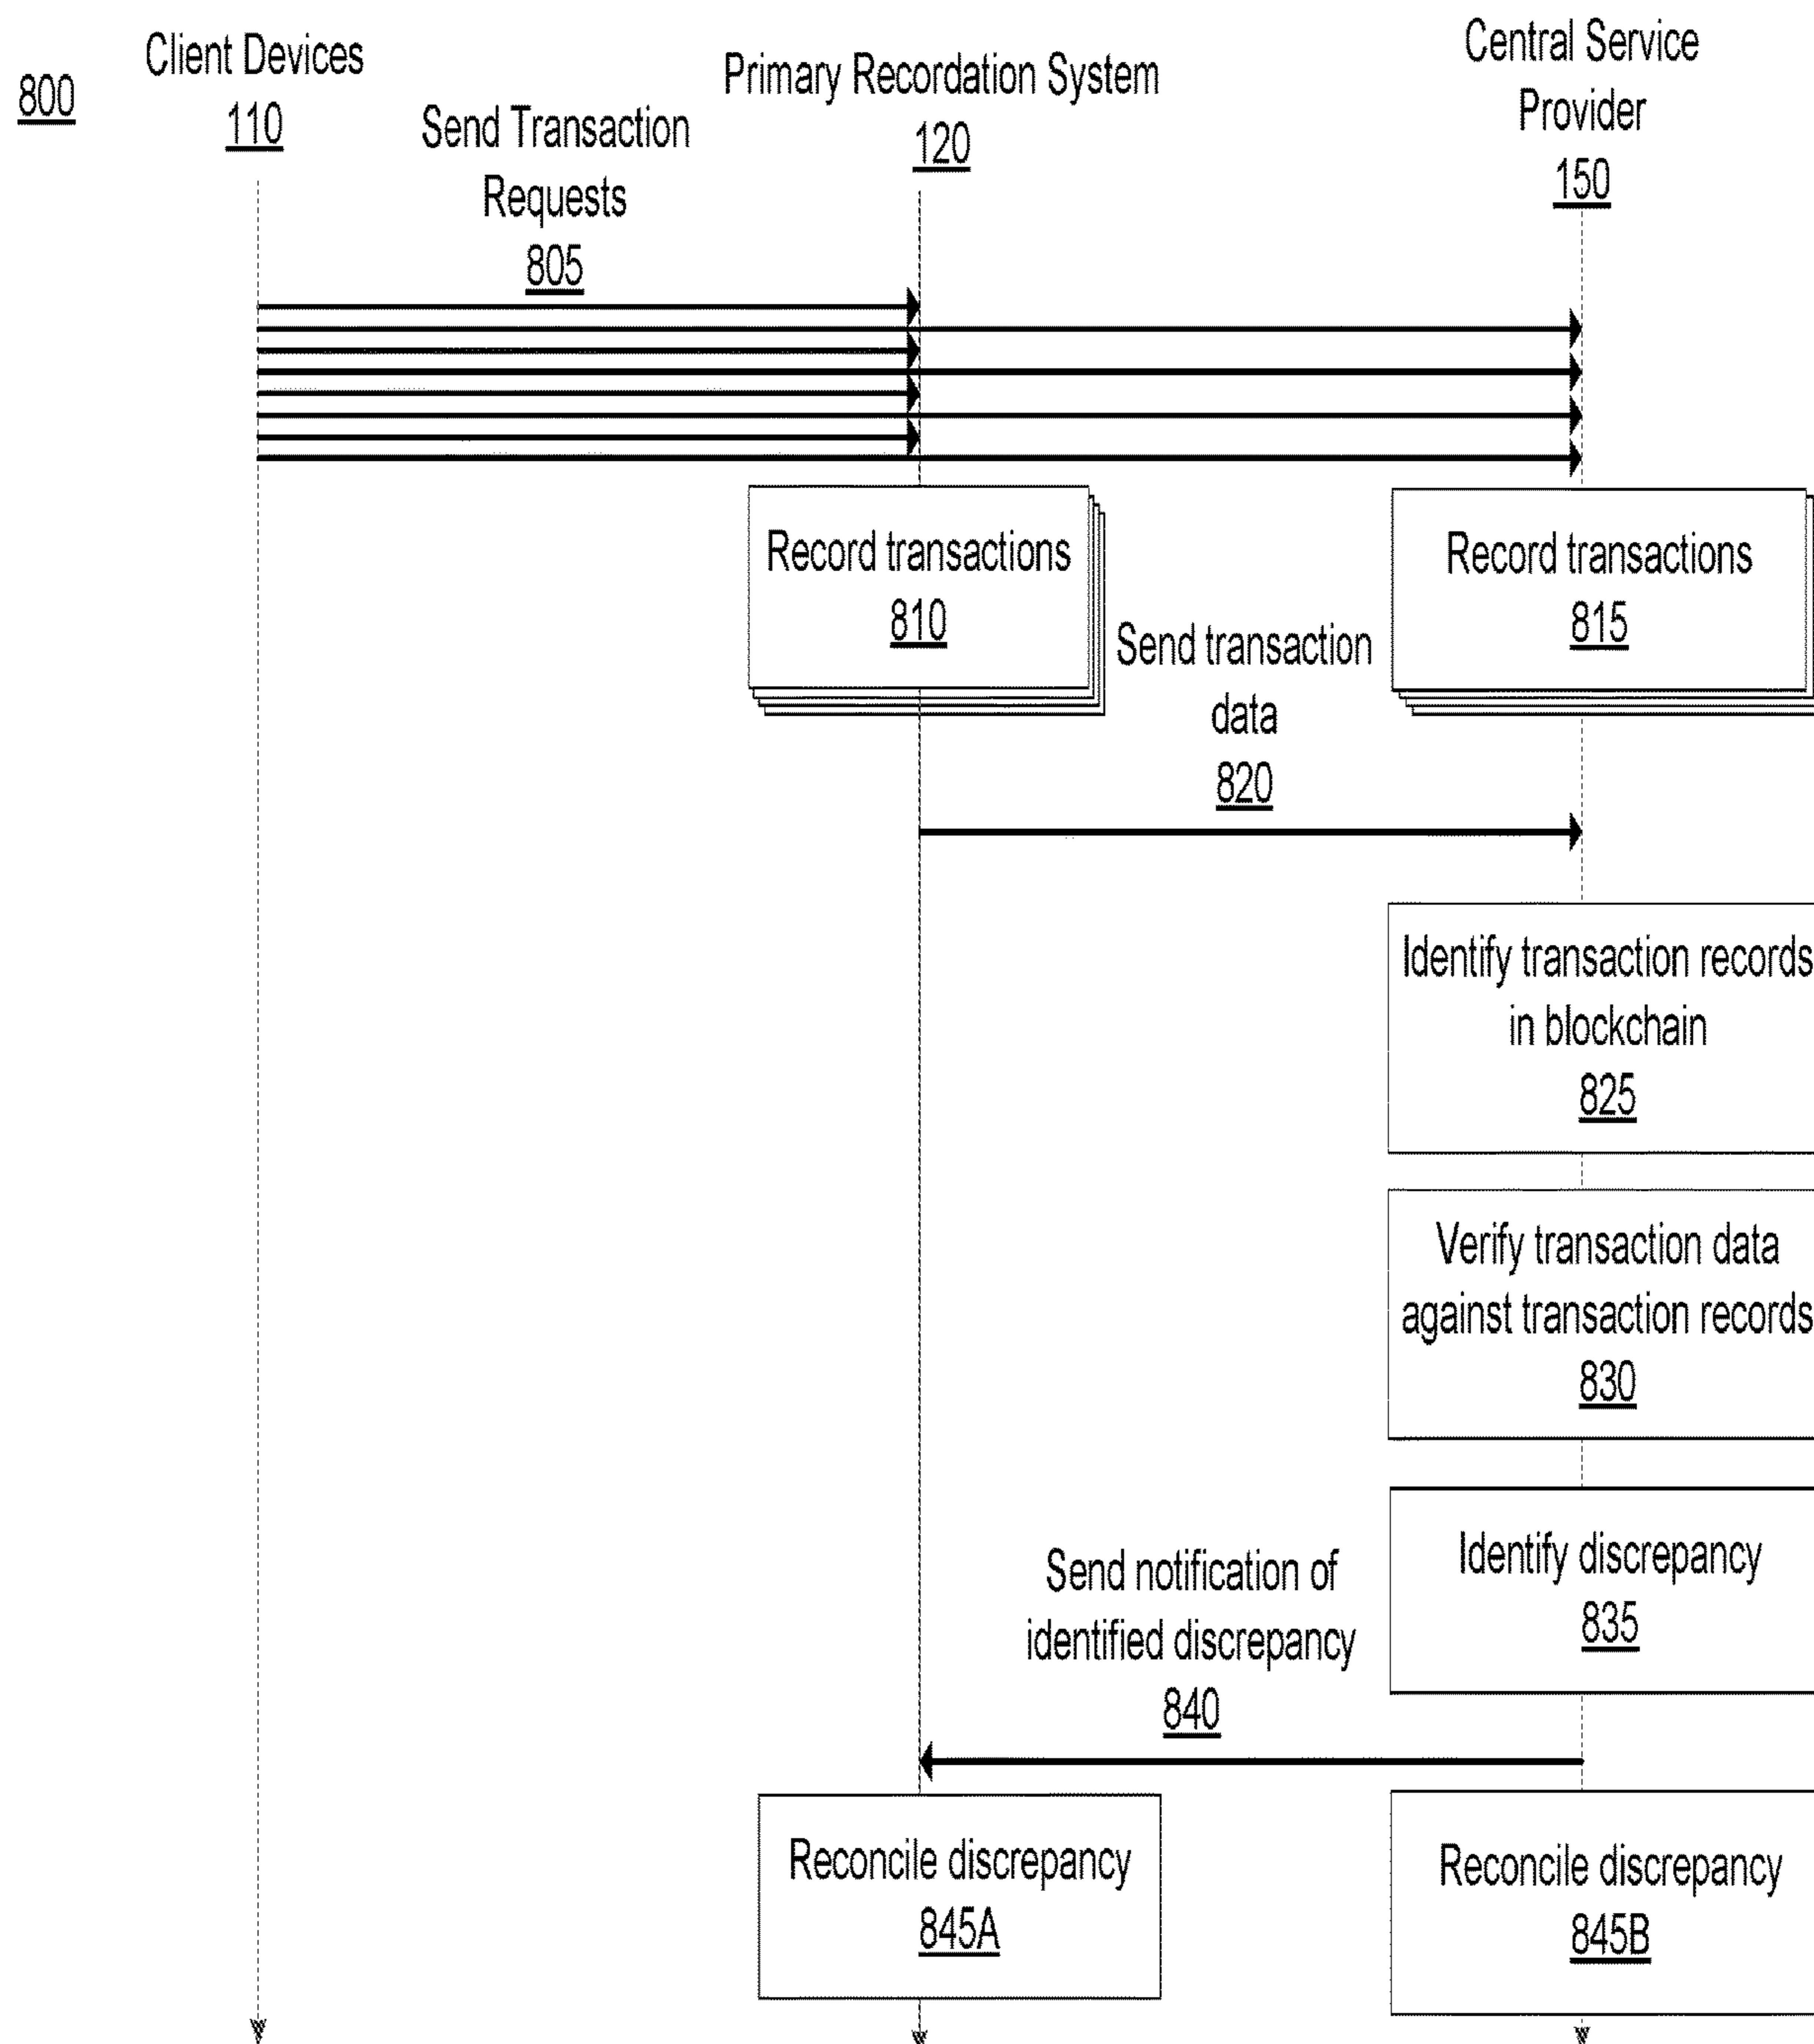 800
Client Devices
110
Send Transaction
Requests
805
Primary Recordation System
120
Central Service
Provider
150
Record transactions
810
Record transactions
815
Send transaction
data
820
Identify transaction records
in blockchain
825
Verify transaction data
against transaction records
830
Identify discrepancy
835
Send notification of
identified discrepancy
840
Reconcile discrepancy
845A
Reconcile discrepancy
845B